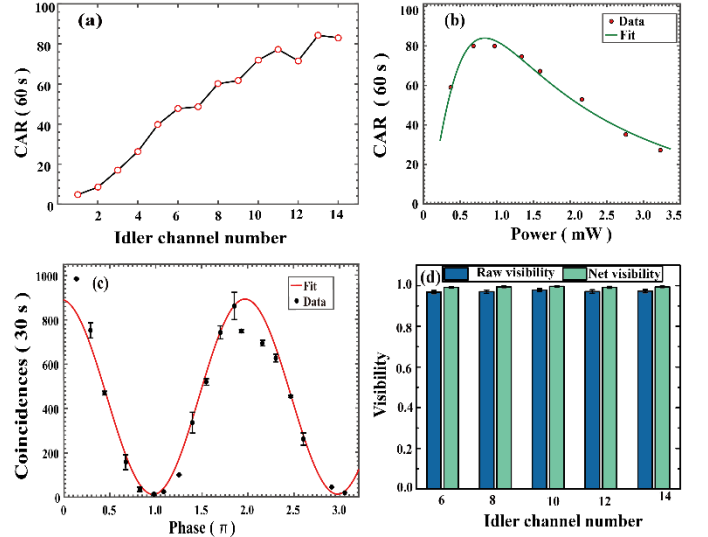 (a)
80
60
40
20
0
CAR ( 60 s )
2 4 6 8 10 12 14
Idler channel number
(b)
Data
Fit
80
60
40
20
0
CAR ( 60 s )
0 0.5 1.0 1.5 2.0 2.5 3.0 3.5
Power ( mW )
(c)
Fit
Data
1000
800
600
400
200
0
Coincidences ( 30 s )
0 0.5 1.0 1.5 2.0 2.5 3.0
Phase ( π )
(d)
Raw visibility
Net visibility
1.0
0.8
0.6
0.4
0.2
0.0
Visibility
6 8 10 12 14
Idler channel number